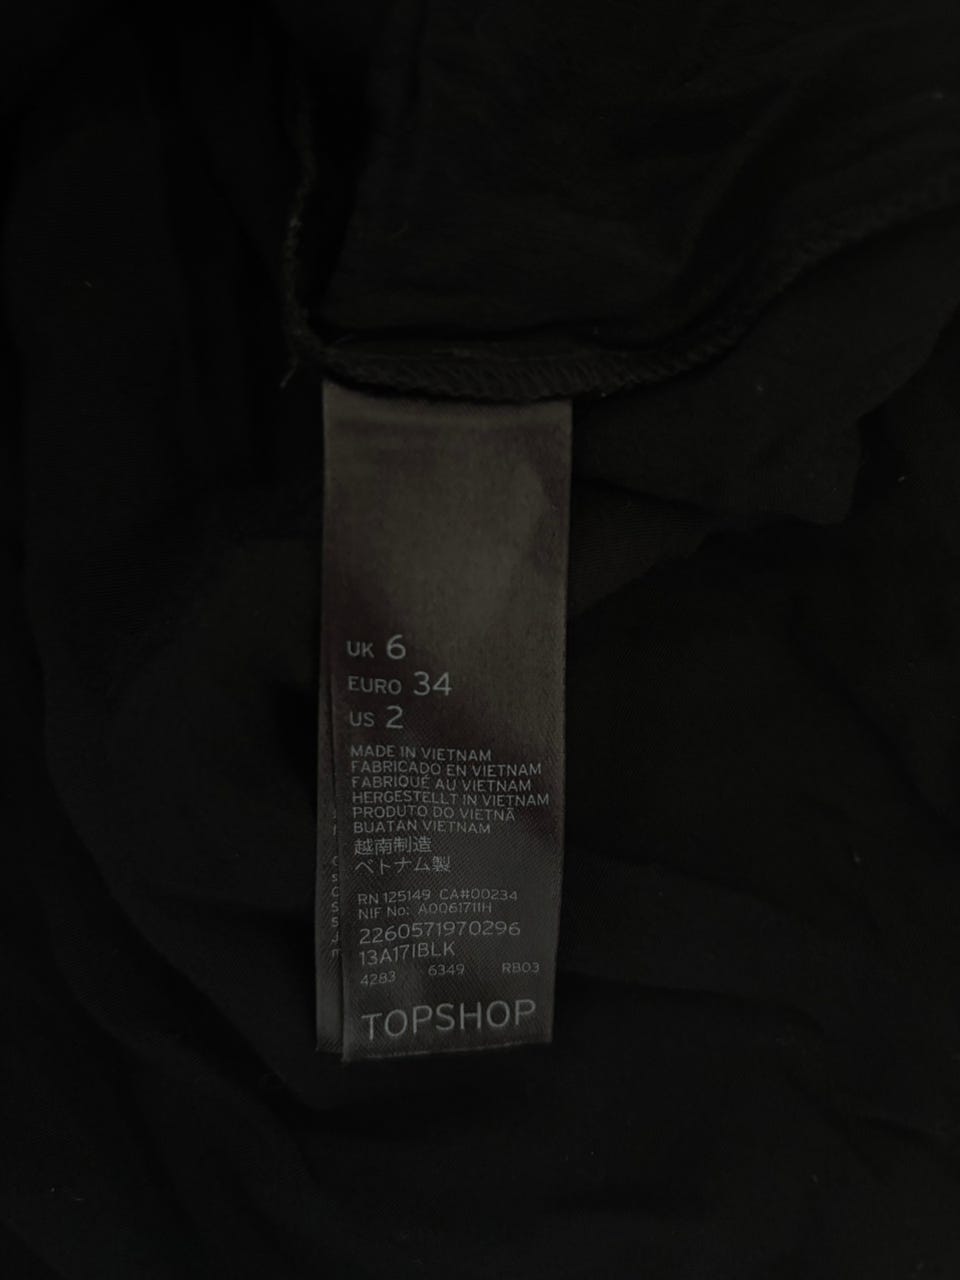 UK 6
EURO 34
US 2
MADE IN VIETNAM
FABRICADO EN VIETNAM
FABRIQUÉ AU VIETNAM
HERGESTELLT IN VIETNAM
PRODUTO DO VIETNÃ
BUATAN VIETNAM
越南制造
ベトナム製
RN 125149 CA#00234
NIF No: A0061711H
2260571970296
13A17IBLK
4283 6349 RB03
TOPSHOP